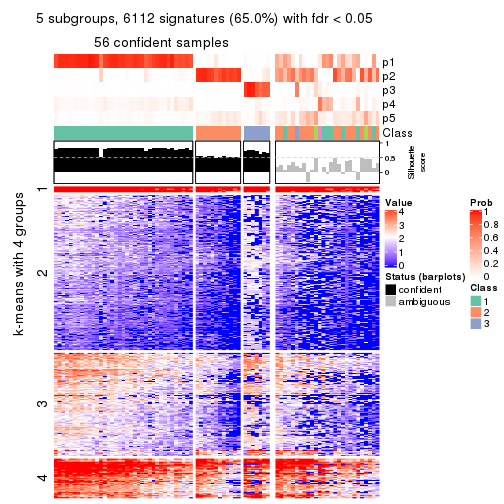 5 subgroups, 6112 signatures (65.0%) with fdr < 0.05
56 confident samples
p1
p2
p3
p4
p5
Class
1
0.5
0
Silhouette
score
k-means with 4 groups
1
2
3
4
Value
4
3
2
1
0
Status (barplots)
confident
ambiguous
Prob
1
0.8
0.6
0.4
0.2
0
Class
1
2
3